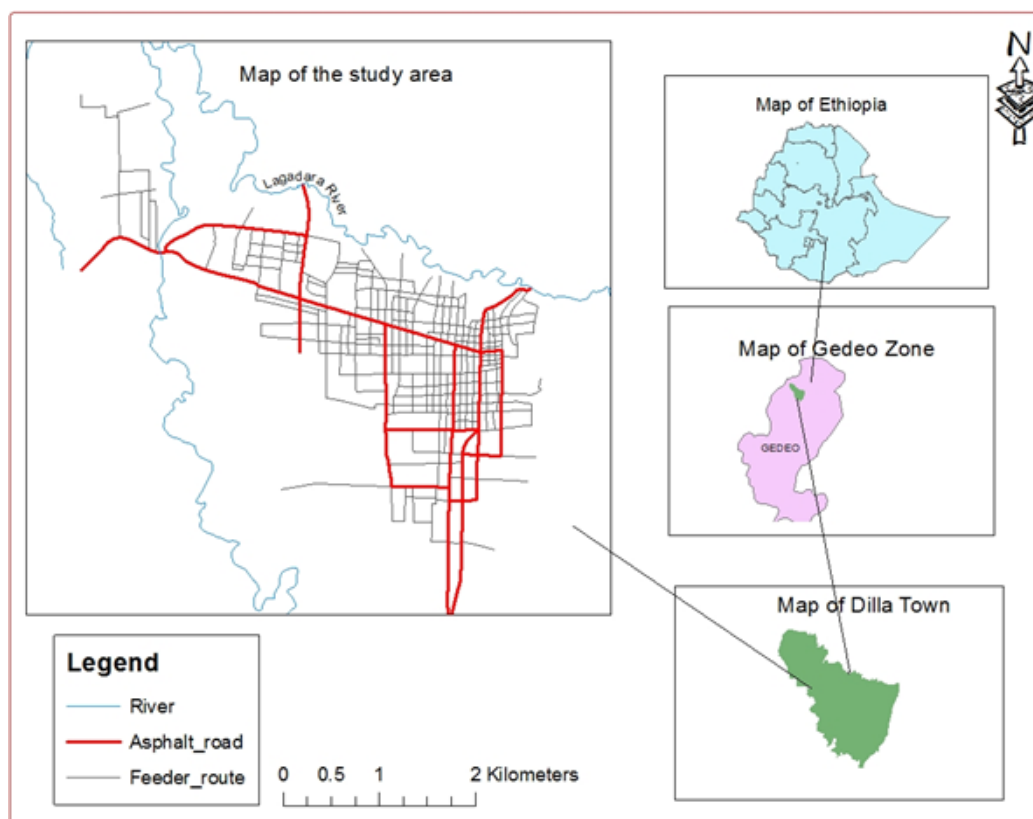 Map of the study area
Lagadara River
N
Map of Ethiopia
Map of Gedeo Zone
GEDEO
Map of Dilla Town
Legend
River
Asphalt_road
Feeder_route
0 0.5 1 2 Kilometers